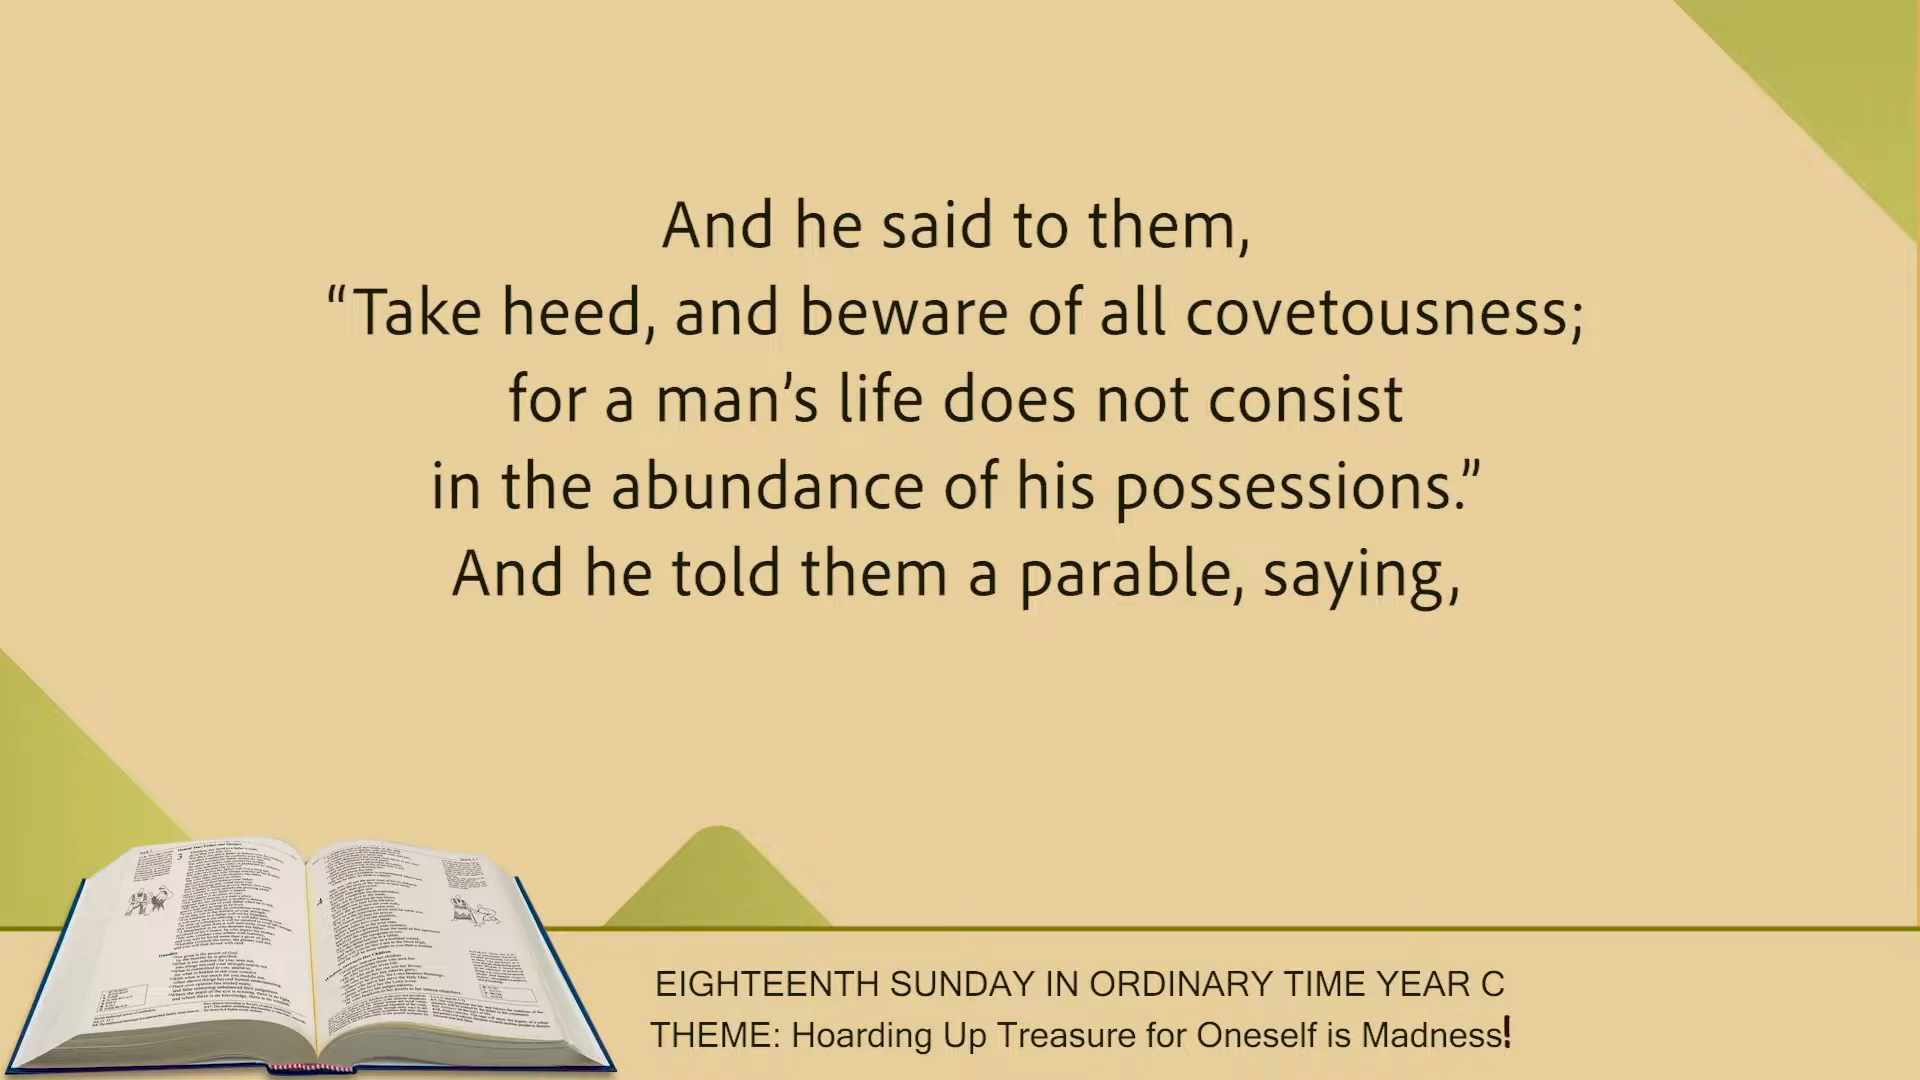 And he said to them,
“Take heed, and beware of all covetousness;
for a man’s life does not consist
in the abundance of his possessions.”
And he told them a parable, saying,
EIGHTEENTH SUNDAY IN ORDINARY TIME YEAR C
THEME: Hoarding Up Treasure for Oneself is Madness!